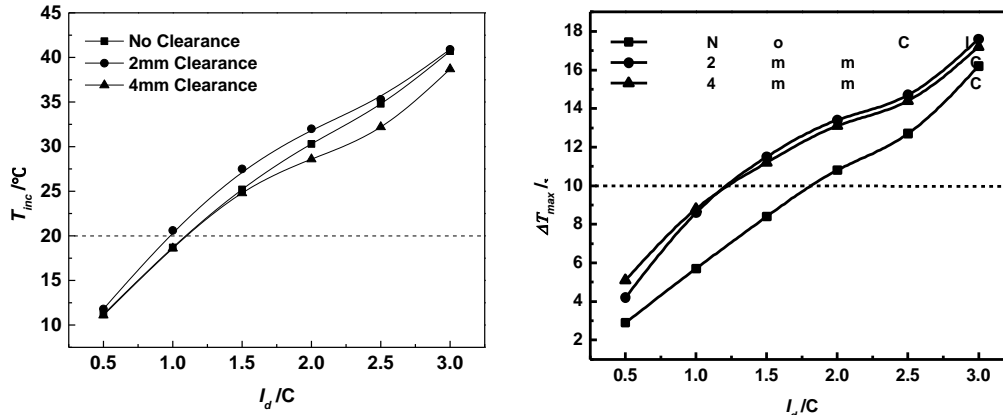 No Clearance
2mm Clearance
4mm Clearance
T_inc /℃
45
40
35
30
25
20
15
10
0.5 1.0 1.5 2.0 2.5 3.0
I_d /C
N o C l
2 m m C
4 m m C
ΔT_max /
18
16
14
12
10
8
6
4
2
0.5 1.0 1.5 2.0 2.5 3.0
I_d /C